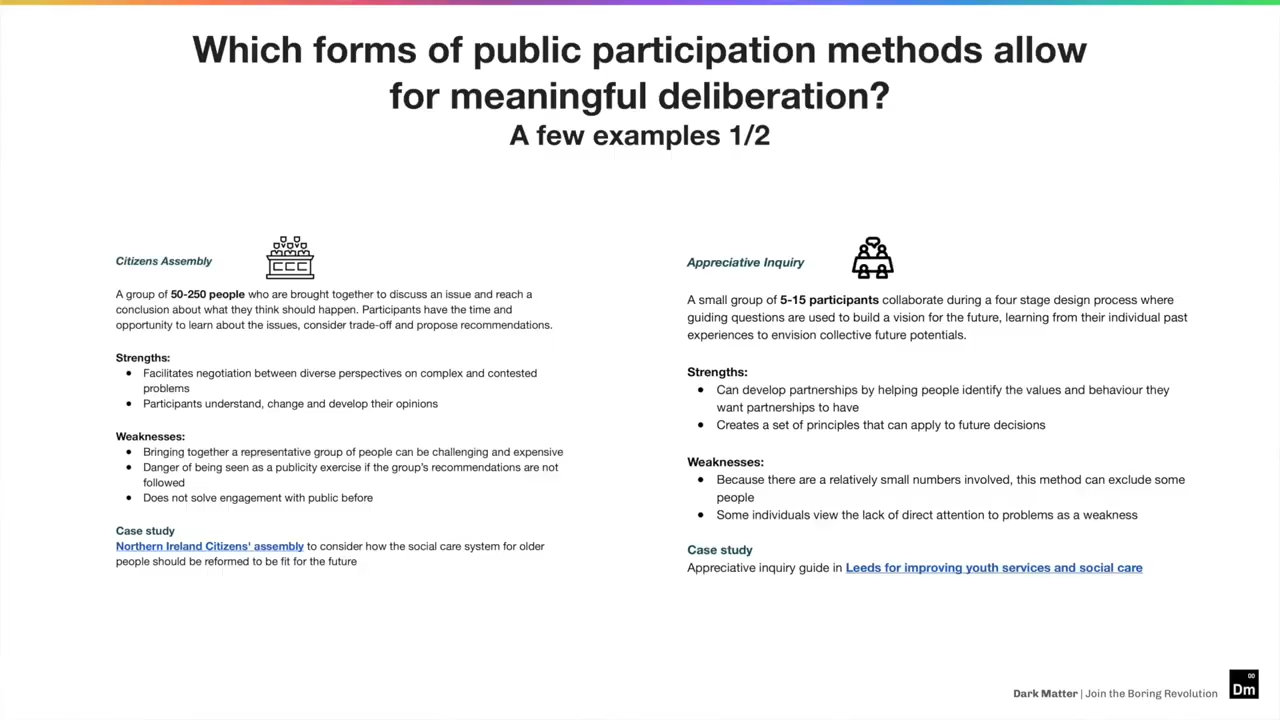 Which forms of public participation methods allow
for meaningful deliberation?
A few examples 1/2
Citizens Assembly
A group of 50-250 people who are brought together to discuss an issue and reach a
conclusion about what they think should happen. Participants have the time and
opportunity to learn about the issues, consider trade-off and propose recommendations.
Strengths:
● Facilitates negotiation between diverse perspectives on complex and contested
problems
● Participants understand, change and develop their opinions
Weaknesses:
● Bringing together a representative group of people can be challenging and expensive
● Danger of being seen as a publicity exercise if the group's recommendations are not
followed
● Does not solve engagement with public before
Case study
Northern Ireland Citizens' assembly to consider how the social care system for older
people should be reformed to be fit for the future
Appreciative Inquiry
A small group of 5-15 participants collaborate during a four stage design process where
guiding questions are used to build a vision for the future, learning from their individual past
experiences to envision collective future potentials.
Strengths:
● Can develop partnerships by helping people identify the values and behaviour they
want partnerships to have
● Creates a set of principles that can apply to future decisions
Weaknesses:
● Because there are a relatively small numbers involved, this method can exclude some
people
● Some individuals view the lack of direct attention to problems as a weakness
Case study
Appreciative inquiry guide in Leeds for improving youth services and social care
Dark Matter | Join the Boring Revolution
00
Dm